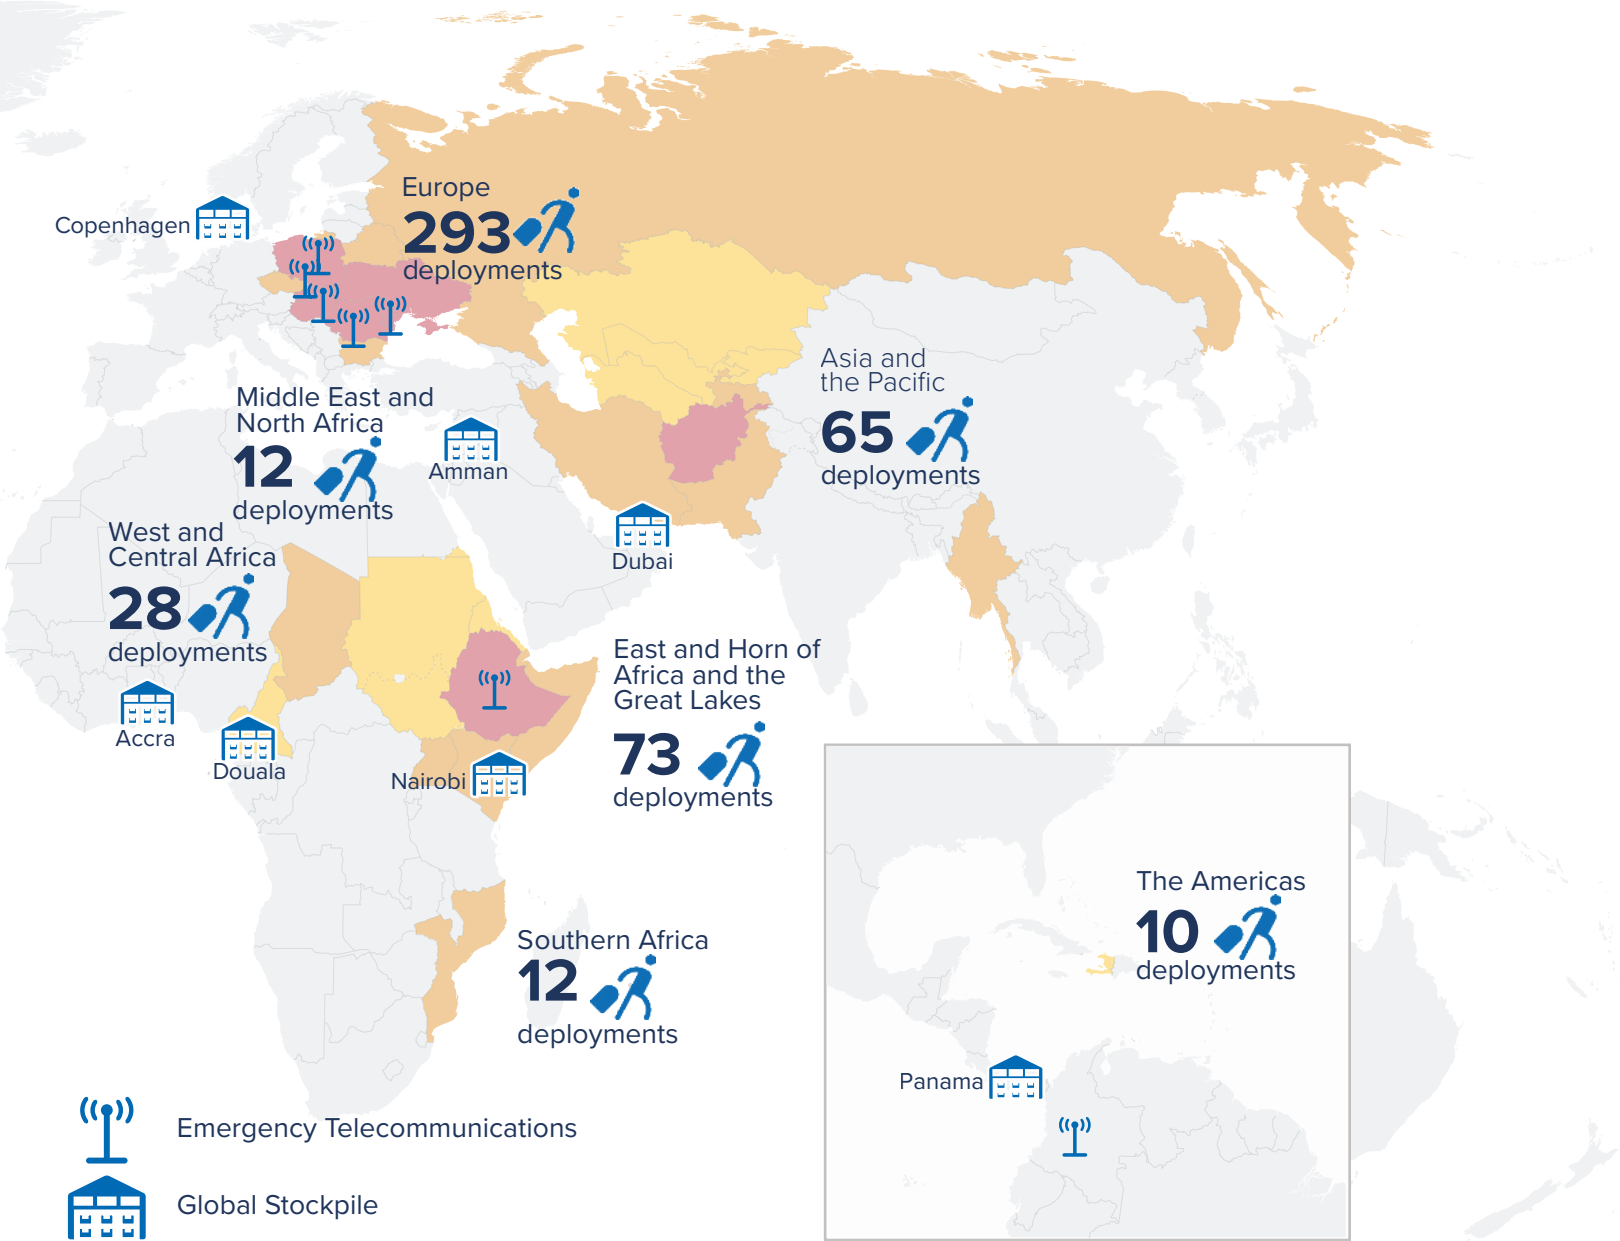 Europe
293
deployments
Copenhagen
Asia and
the Pacific
65
deployments
Middle East and
North Africa
12
deployments
Amman
West and
Central Africa
28
deployments
Dubai
East and Horn of
Africa and the
Great Lakes
73
deployments
Accra
Douala
Nairobi
The Americas
10
deployments
Southern Africa
12
deployments
Panama
Emergency Telecommunications
Global Stockpile